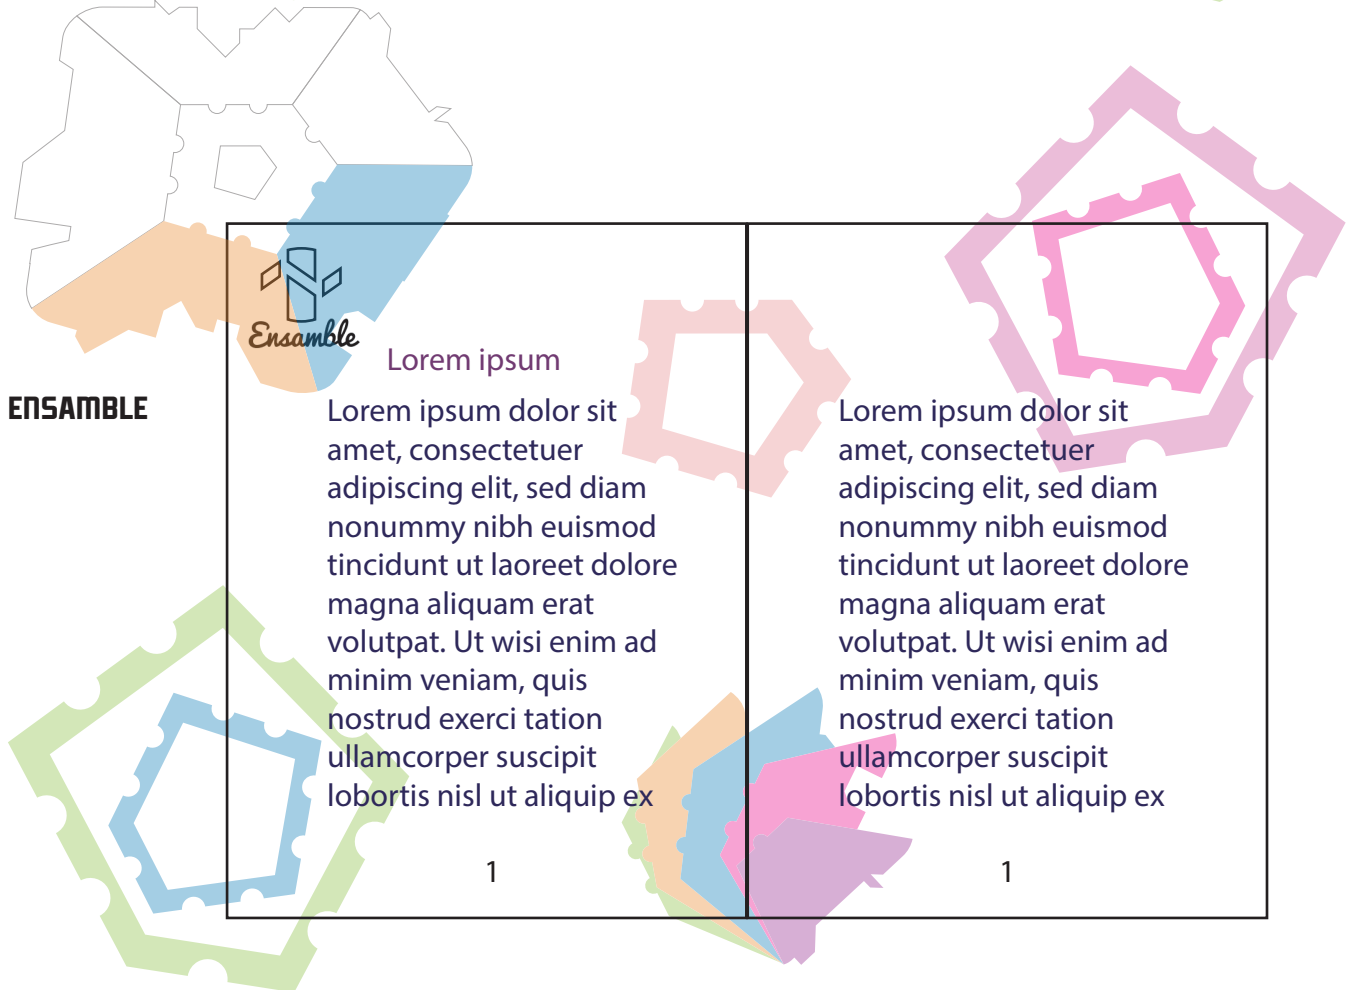 Ensamble
ENSAMBLE
Lorem ipsum
Lorem ipsum dolor sit
amet, consectetuer
adipiscing elit, sed diam
nonummy nibh euismod
tincidunt ut laoreet dolore
magna aliquam erat
volutpat. Ut wisi enim ad
minim veniam, quis
nostrud exerci tation
ullamcorper suscipit
lobortis nisl ut aliquip ex
1
Lorem ipsum dolor sit
amet, consectetuer
adipiscing elit, sed diam
nonummy nibh euismod
tincidunt ut laoreet dolore
magna aliquam erat
volutpat. Ut wisi enim ad
minim veniam, quis
nostrud exerci tation
ullamcorper suscipit
lobortis nisl ut aliquip ex
1